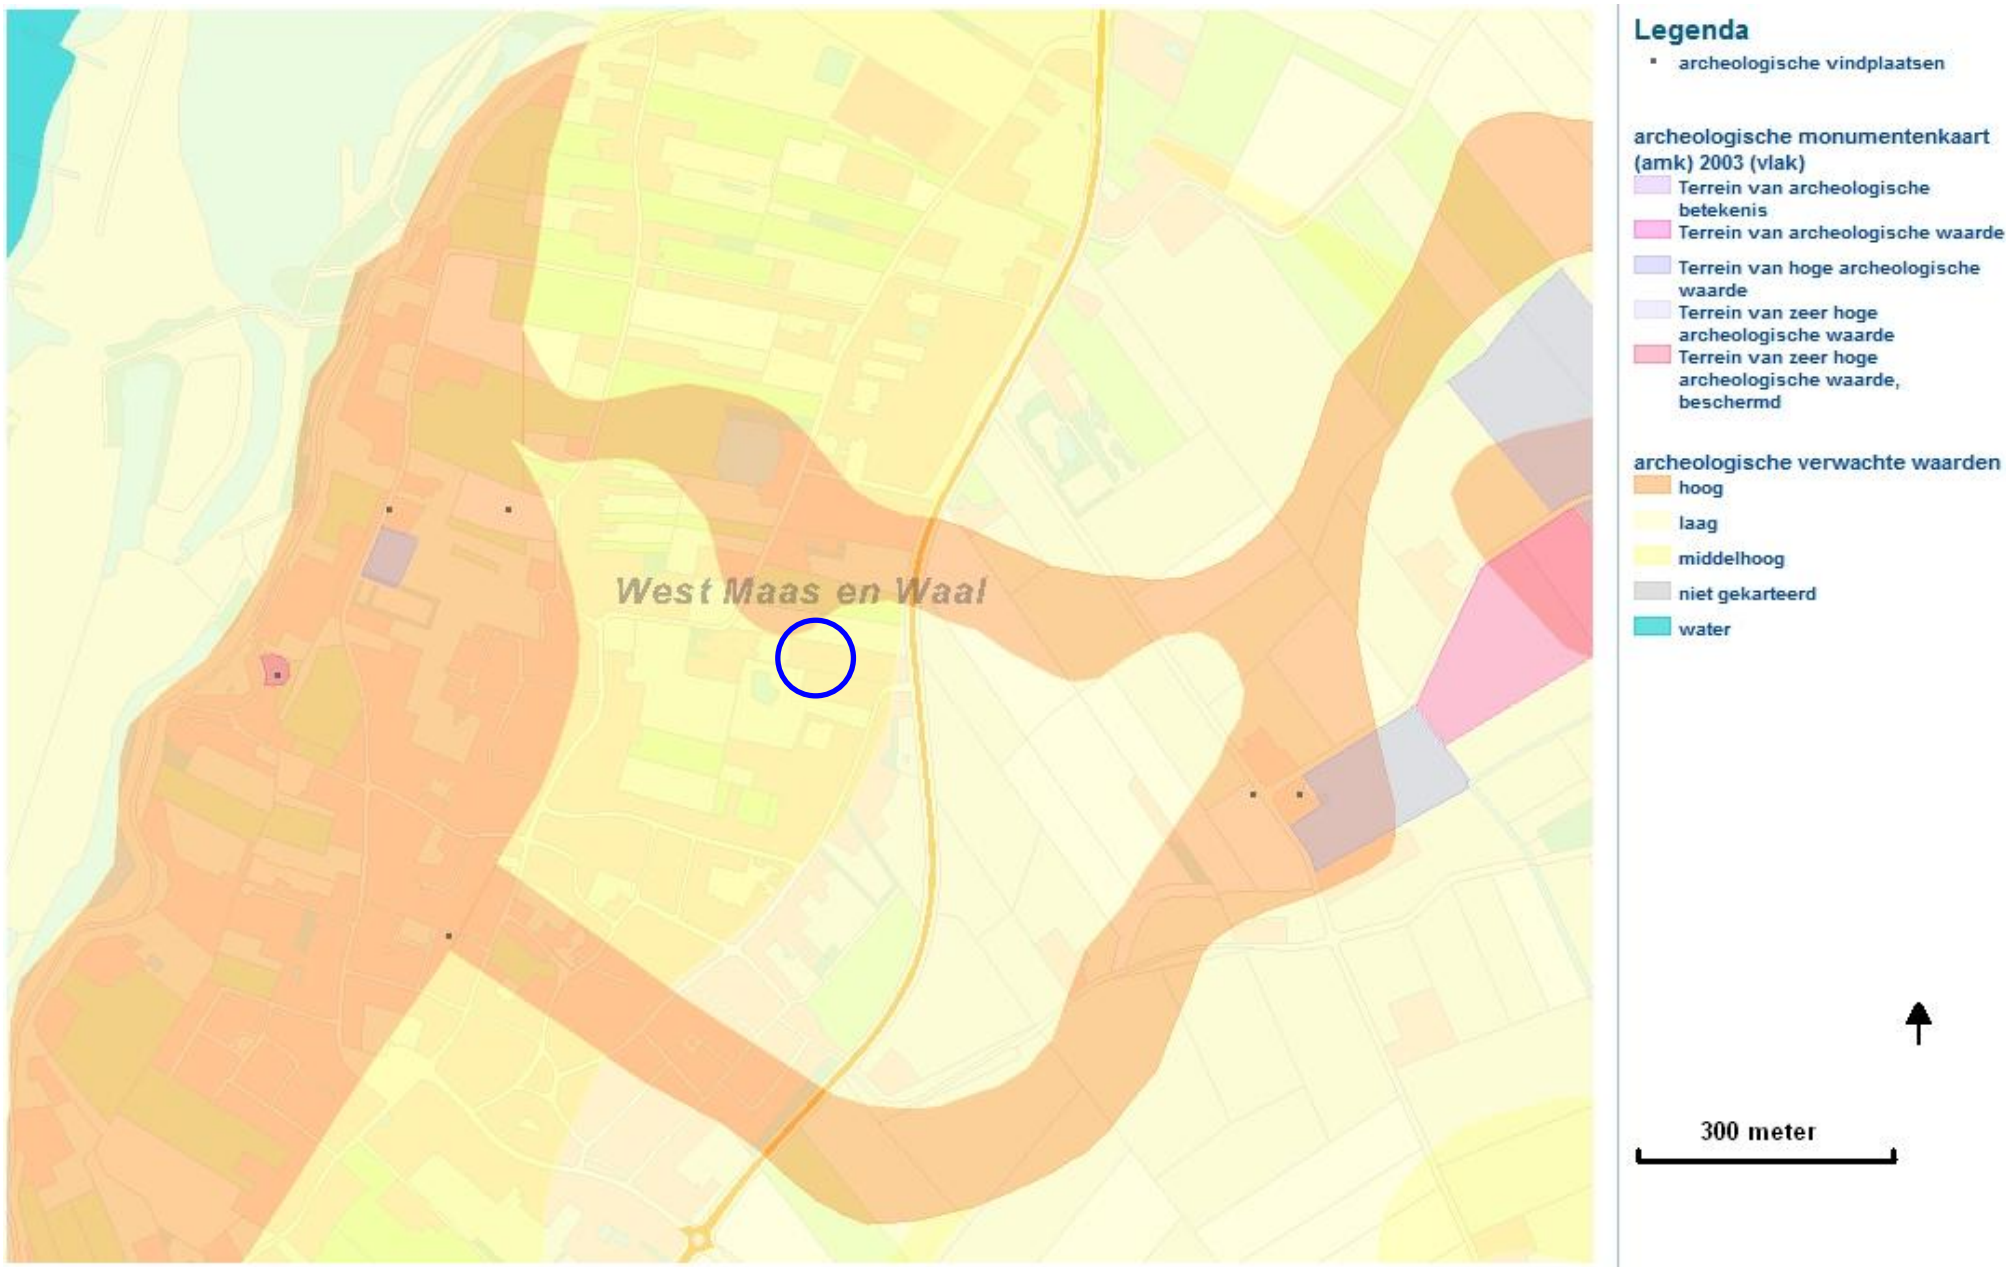 West Maas en Waal
Legenda
archeologische vindplaatsen
archeologische monumentenkaart
(amk) 2003 (vlak)
Terrein van archeologische
betekenis
Terrein van archeologische waarde
Terrein van hoge archeologische
waarde
Terrein van zeer hoge
archeologische waarde
Terrein van zeer hoge
archeologische waarde,
beschermd
archeologische verwachte waarden
hoog
laag
middelhoog
niet gekarteerd
water
300 meter